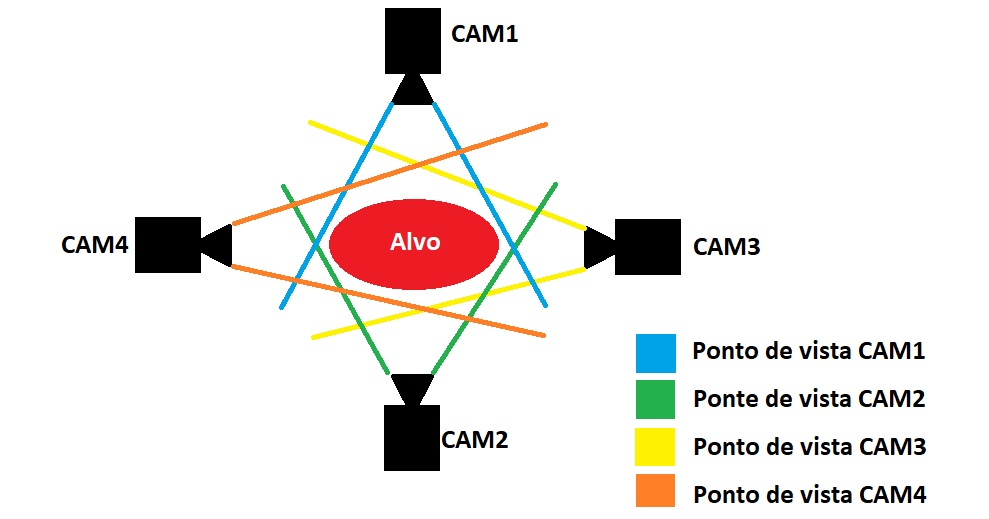 CAM1
CAM4
Alvo
CAM3
CAM2
Ponto de vista CAM1
Ponte de vista CAM2
Ponto de vista CAM3
Ponto de vista CAM4